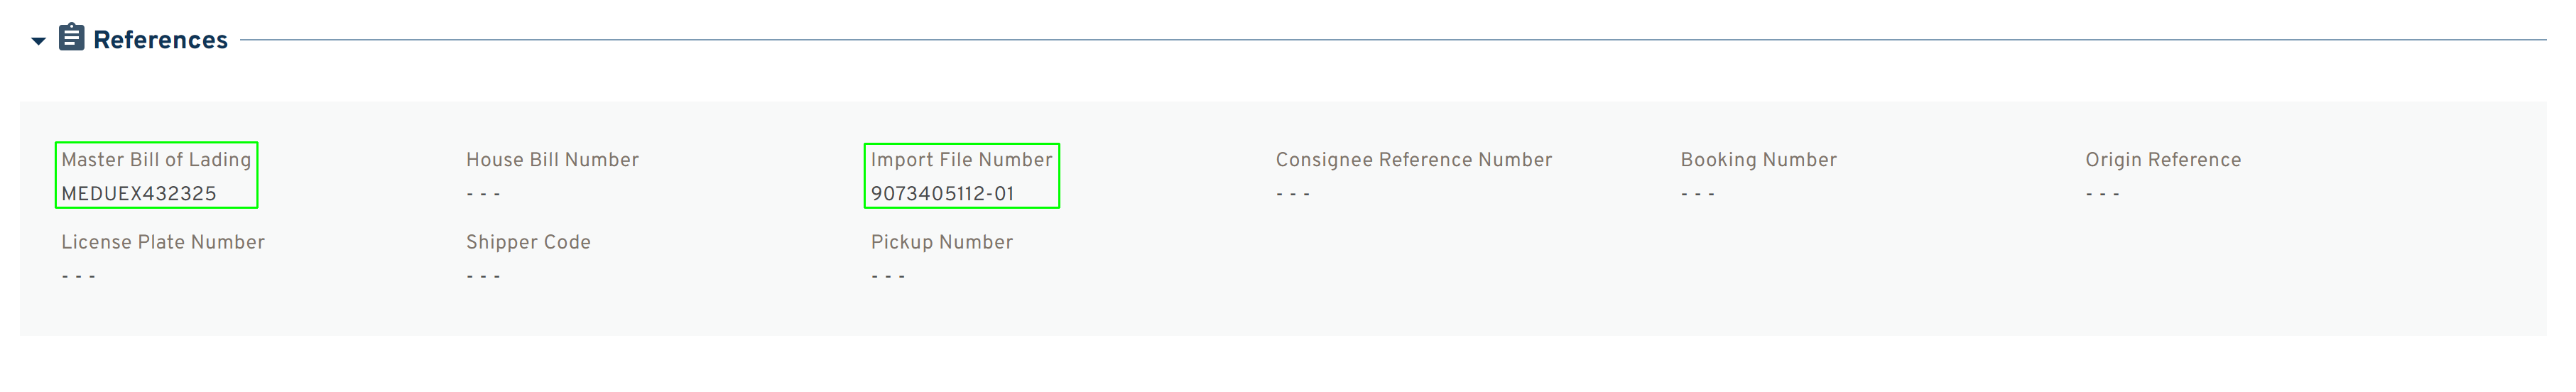 References
Master Bill of Lading House Bill Number Import File Number Consignee Reference Number Booking Number Origin Reference
MEDUEX432325 - - - 9073405112-01 - - - - - - - - -
License Plate Number Shipper Code Pickup Number
- - - - - - - - -